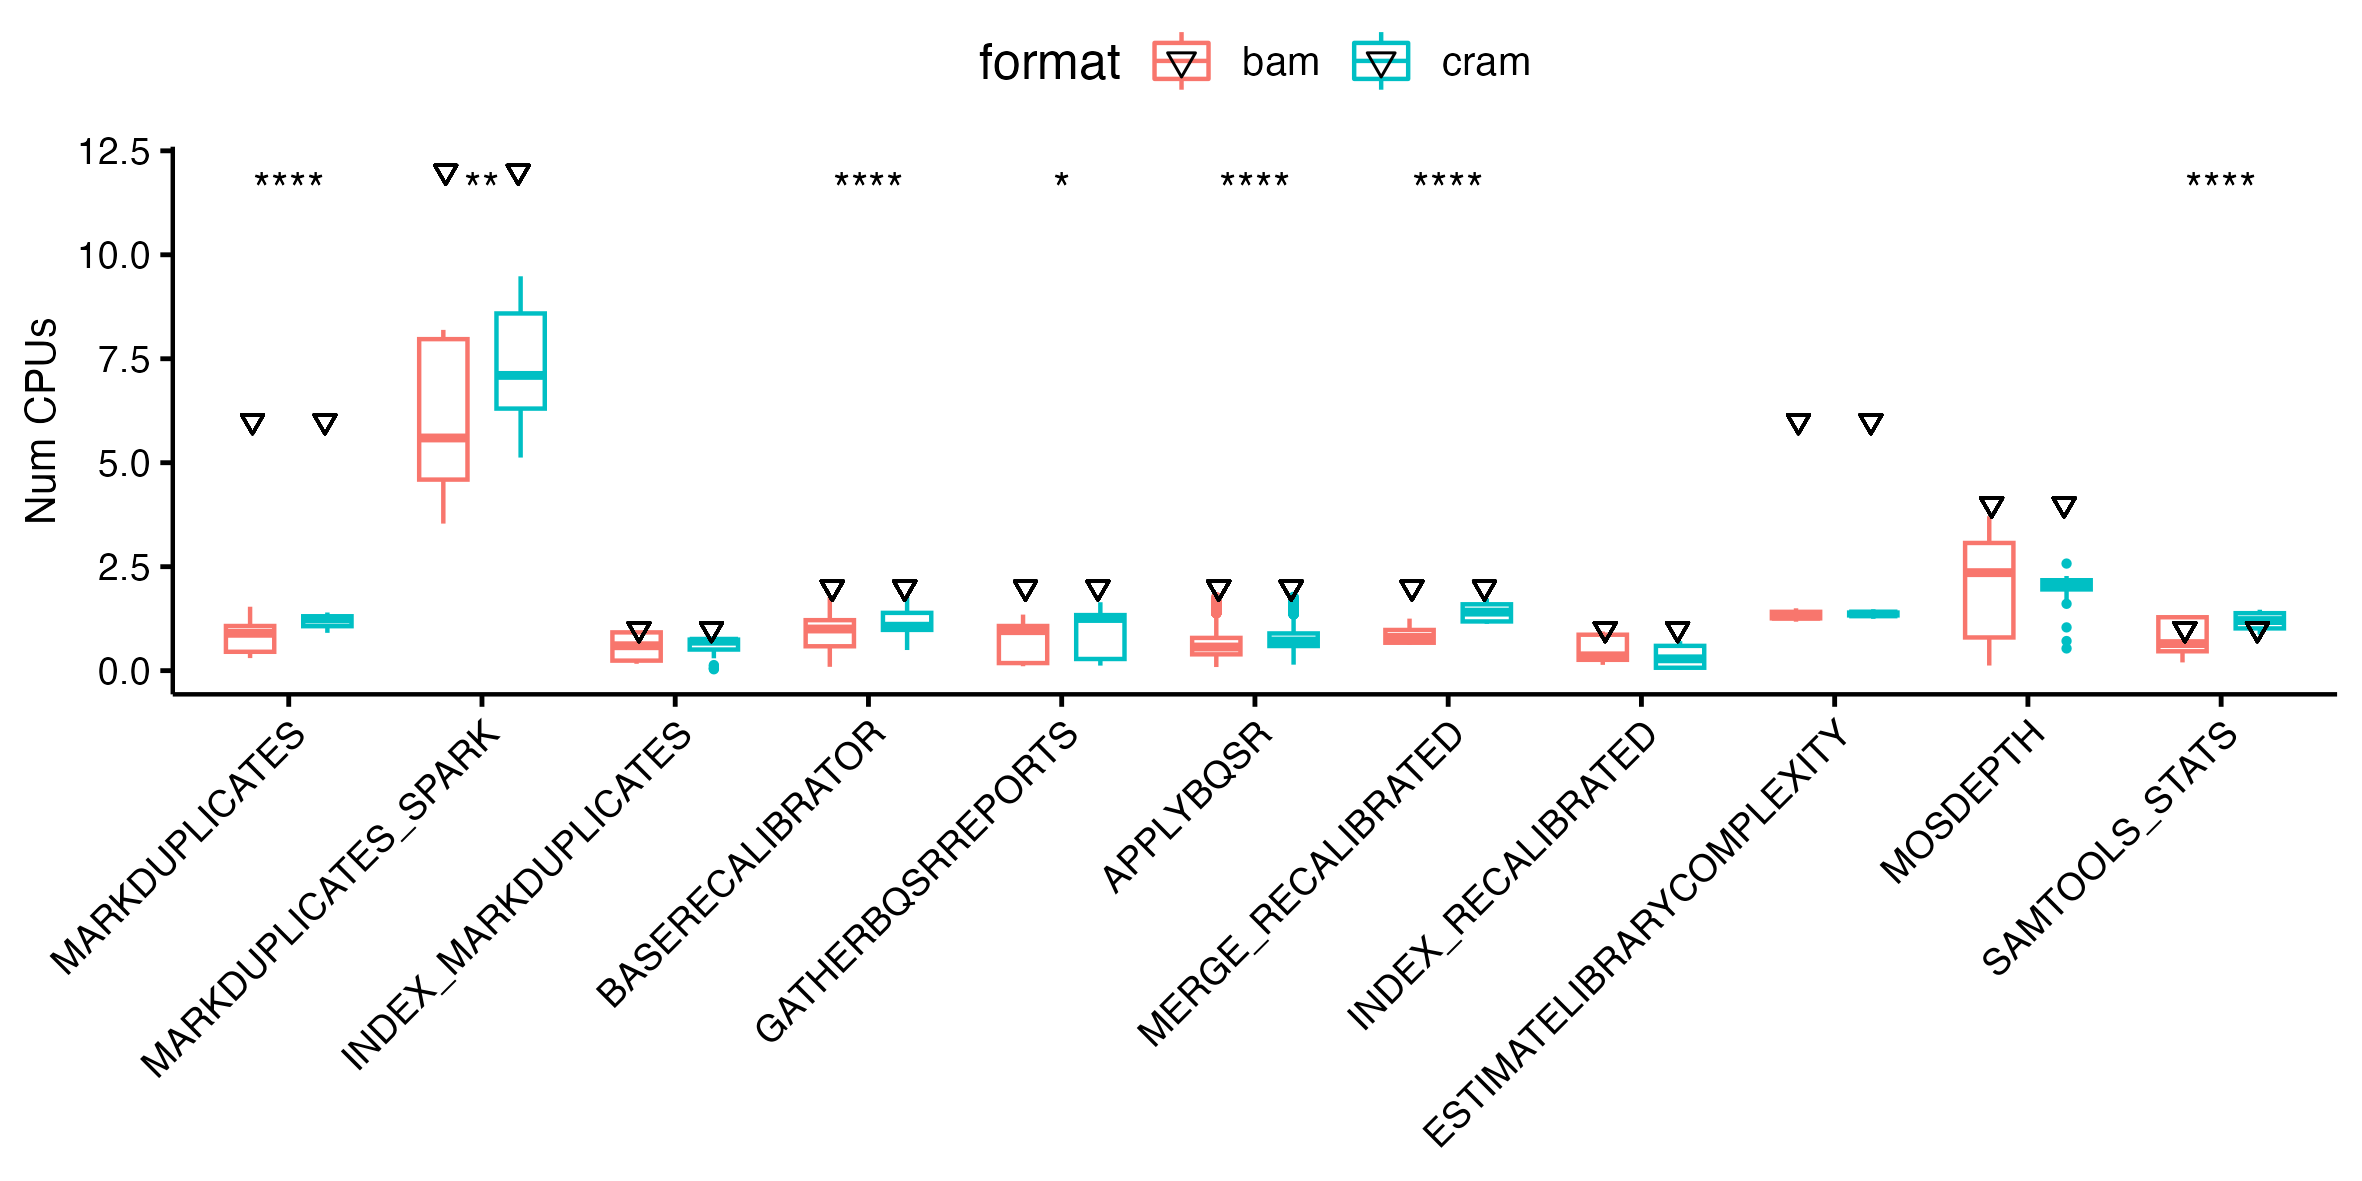 format bam cram
12.5
10.0
7.5
5.0
2.5
0.0
Num CPUs
**** ** **** * **** **** ****
MARKDUPLICATES
MARKDUPLICATES_SPARK
INDEX_MARKDUPLICATES
BASERECALIBRATOR
GATHERBQSRREPORTS
APPLYBQSR
MERGE_RECALIBRATED
INDEX_RECALIBRATED
ESTIMATELIBRARYCOMPLEXITY
MOSDEPTH
SAMTOOLS_STATS